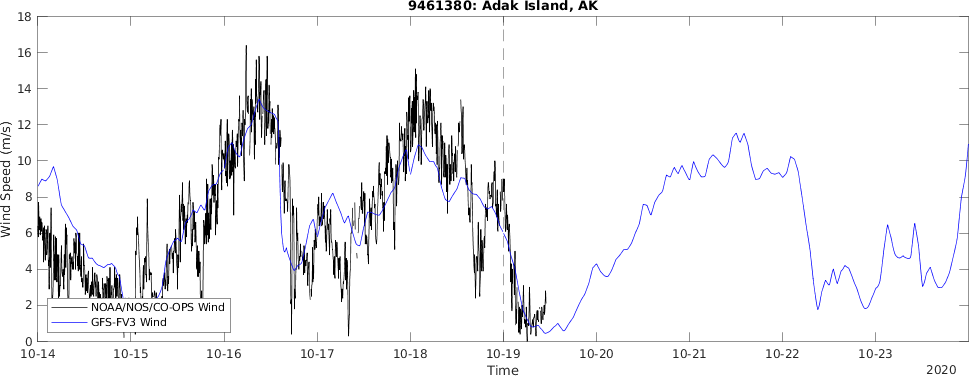 9461380: Adak Island, AK
18
16
14
12
10
8
6
4
2
0
Wind Speed (m/s)
NOAA/NOS/CO-OPS Wind
GFS-FV3 Wind
10-14 10-15 10-16 10-17 10-18 10-19 10-20 10-21 10-22 10-23
Time
2020